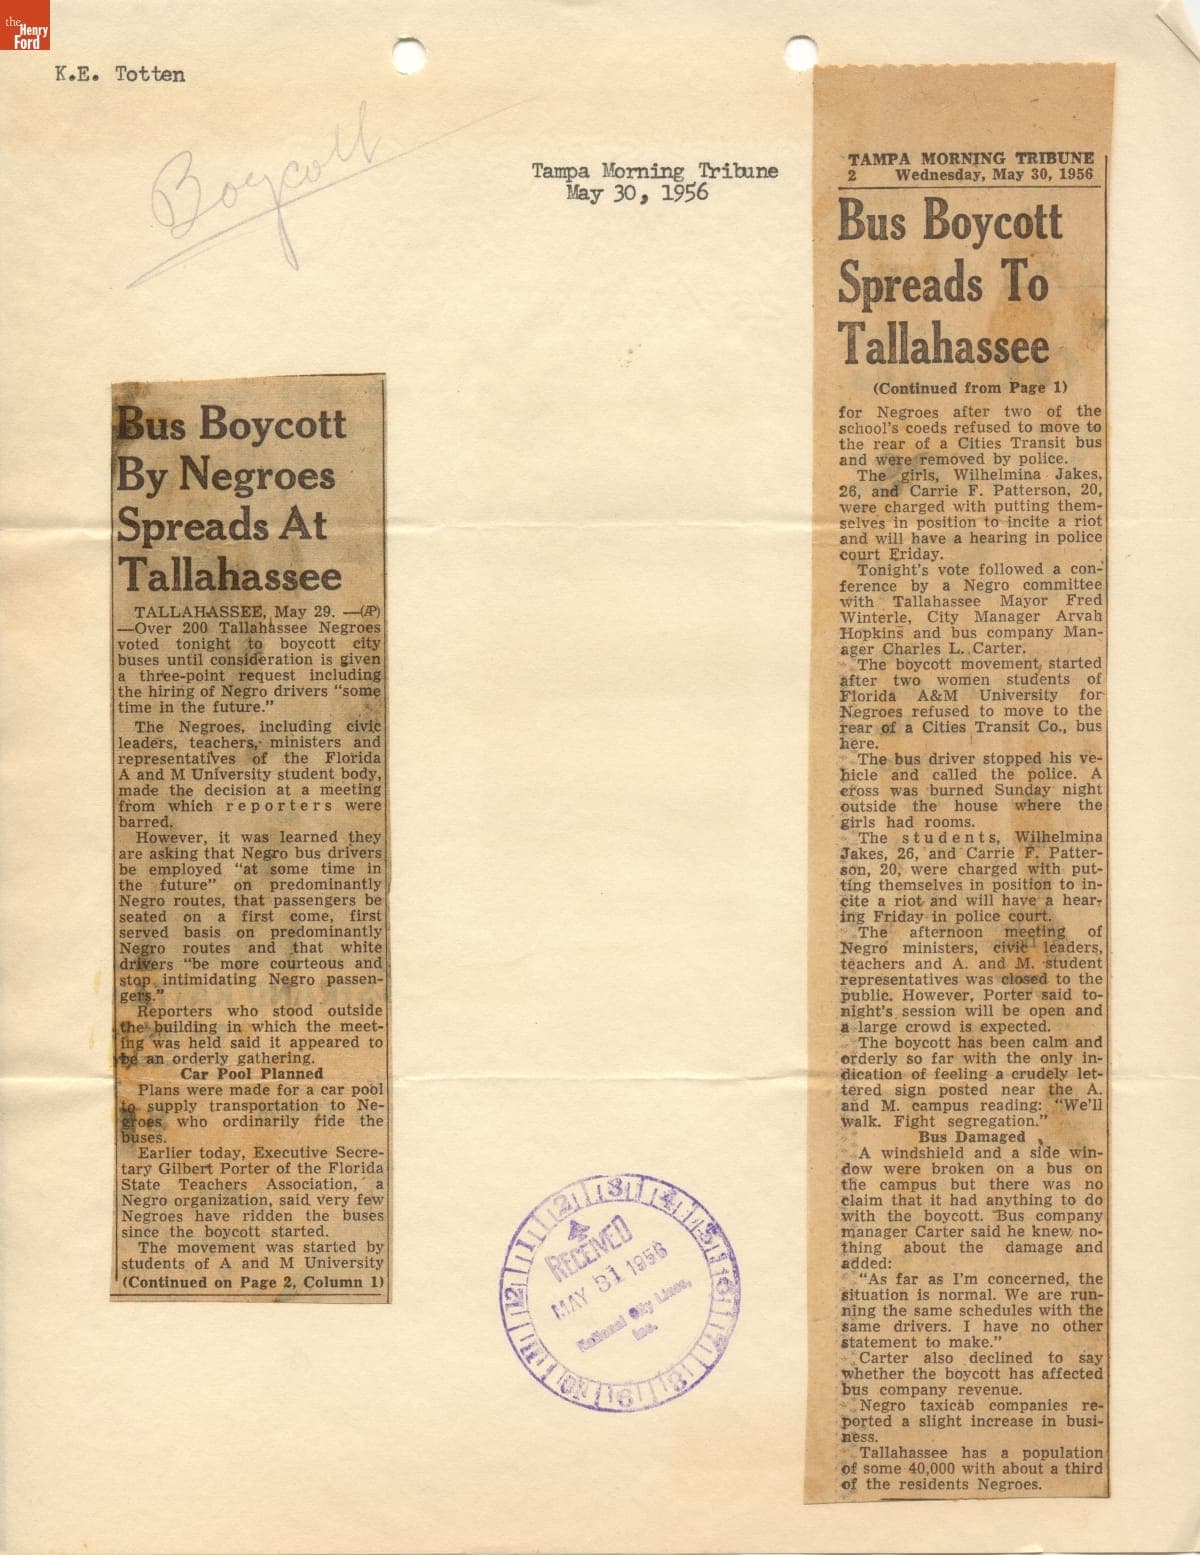 the
Henry
Ford
K.E. Totten
Boycott
Tampa Morning Tribune
May 30, 1956
Bus Boycott
By Negroes
Spreads At
Tallahassee
TALLAHASSEE, May 29. —(AP)
—Over 200 Tallahassee Negroes
voted tonight to boycott city
buses until consideration is given
a three-point request including
the hiring of Negro drivers "some
time in the future."
The Negroes, including civic
leaders, teachers, ministers and
representatives of the Florida
A and M University student body,
made the decision at a meeting
from which reporters were
barred.
However, it was learned they
are asking that Negro bus drivers
be employed "at some time in
the future" on predominantly
Negro routes, that passengers be
seated on a first come, first
served basis on predominantly
Negro routes and that white
drivers "be more courteous and
stop intimidating Negro passen-
gers."
Reporters who stood outside
the building in which the meet-
ing was held said it appeared to
be an orderly gathering.
Car Pool Planned
Plans were made for a car pool
to supply transportation to Ne-
groes who ordinarily ride the
buses.
Earlier today, Executive Secre-
tary Gilbert Porter of the Florida
State Teachers Association, a
Negro organization, said very few
Negroes have ridden the buses
since the boycott started.
The movement was started by
students of A and M University
(Continued on Page 2, Column 1)
TAMPA MORNING TRIBUNE
2 Wednesday, May 30, 1956
Bus Boycott
Spreads To
Tallahassee
(Continued from Page 1)
for Negroes after two of the
school's coeds refused to move to
the rear of a Cities Transit bus
and were removed by police.
The girls, Wilhelmina Jakes,
26, and Carrie F. Patterson, 20,
were charged with putting them-
selves in position to incite a riot
and will have a hearing in police
court Friday.
Tonight's vote followed a con-
ference by a Negro committee
with Tallahassee Mayor Fred
Winterle, City Manager Arvah
Hopkins and bus company Man-
ager Charles L. Carter.
The boycott movement started
after two women students of
Florida A&M University for
Negroes refused to move to the
rear of a Cities Transit Co., bus
here.
The bus driver stopped his ve-
hicle and called the police. A
cross was burned Sunday night
outside the house where the
girls had rooms.
The students, Wilhelmina
Jakes, 26, and Carrie F. Patter-
son, 20, were charged with put-
ting themselves in position to in-
cite a riot and will have a hear-
ing Friday in police court.
The afternoon meeting of
Negro ministers, civic leaders,
teachers and A. and M. student
representatives was closed to the
public. However, Porter said to-
night's session will be open and
a large crowd is expected.
The boycott has been calm and
orderly so far with the only in-
dication of feeling a crudely let-
tered sign posted near the A.
and M. campus reading: "We'll
walk. Fight segregation."
Bus Damaged
A windshield and a side win-
dow were broken on a bus on
the campus but there was no
claim that it had anything to do
with the boycott. Bus company
manager Carter said he knew no-
thing about the damage and
added:
"As far as I'm concerned, the
situation is normal. We are run-
ning the same schedules with the
same drivers. I have no other
statement to make."
Carter also declined to say
whether the boycott has affected
bus company revenue.
Negro taxicab companies re-
ported a slight increase in busi-
ness.
Tallahassee has a population
of some 40,000 with about a third
of the residents Negroes.
12 1 2 3 4 5 6 7 8 9 10 11
RECEIVED
MAY 31 1956
National City Lines,
Inc.